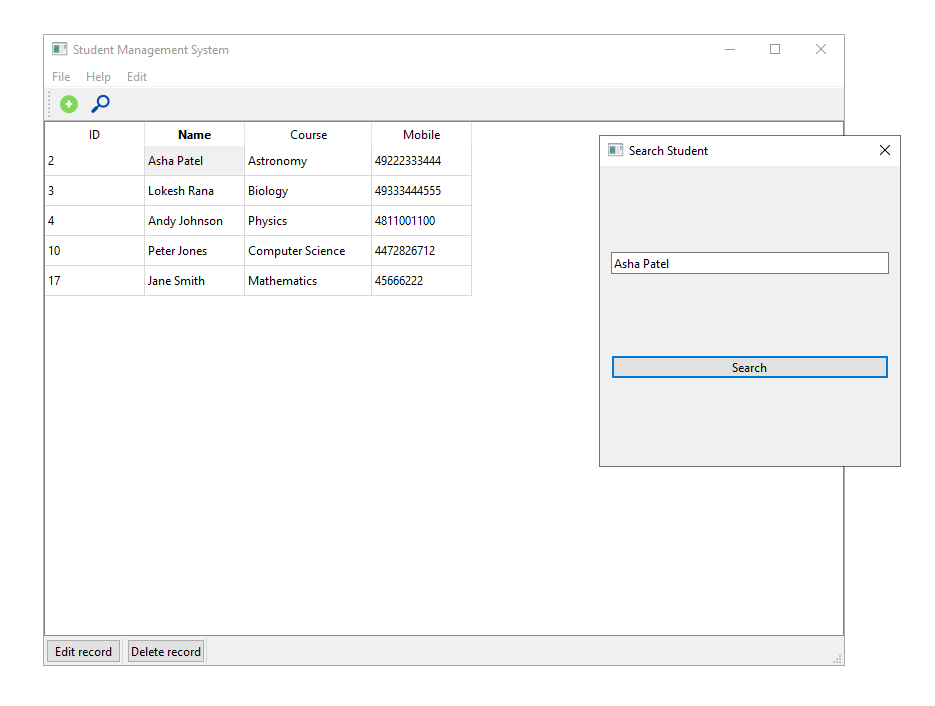 Student Management System
File Help Edit
ID Name Course Mobile
2 Asha Patel Astronomy 49222333444
3 Lokesh Rana Biology 49333444555
4 Andy Johnson Physics 4811001100
10 Peter Jones Computer Science 4472826712
17 Jane Smith Mathematics 45666222
Search Student
Asha Patel
Search
Edit record Delete record